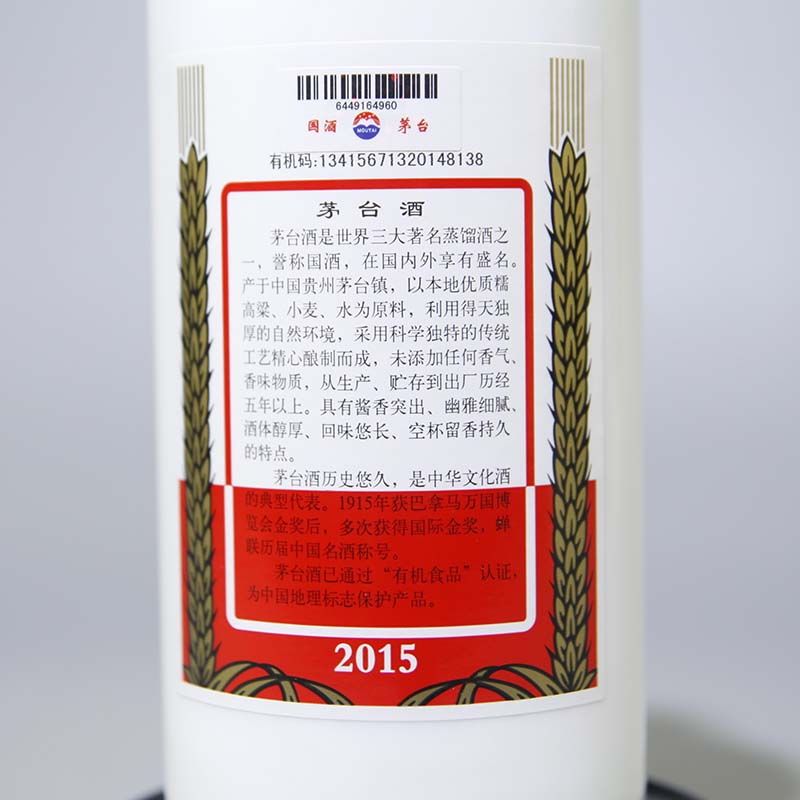 6449164960
国酒 MOUTAI 茅台
有机码:13415671320148138
茅台酒
茅台酒是世界三大著名蒸馏酒之
一，誉称国酒，在国内外享有盛名。
产于中国贵州茅台镇，以本地优质糯
高粱、小麦、水为原料，利用得天独
厚的自然环境，采用科学独特的传统
工艺精心酿制而成，未添加任何香气、
香味物质，从生产、贮存到出厂历经
五年以上。具有酱香突出、幽雅细腻、
酒体醇厚、回味悠长、空杯留香持久
的特点。
茅台酒历史悠久，是中华文化酒
的典型代表。1915年获巴拿马万国博
览会金奖后，多次获得国际金奖，蝉
联历届中国名酒称号。
茅台酒已通过“有机食品”认证，
为中国地理标志保护产品。
2015